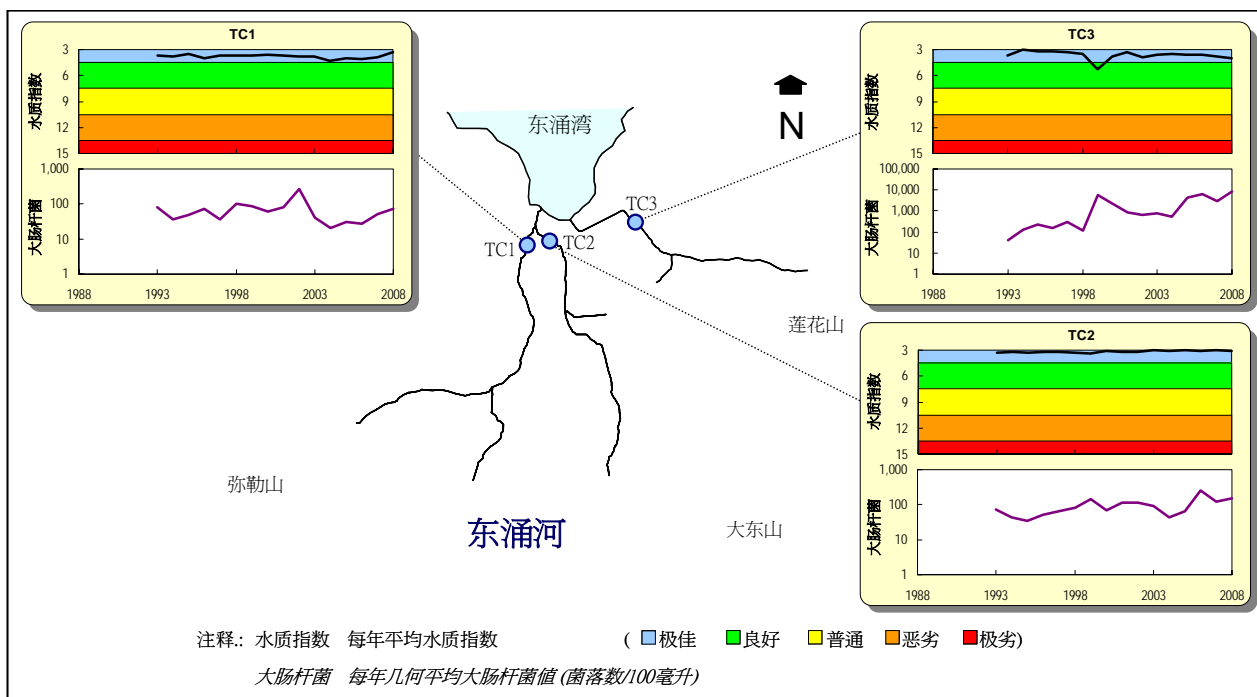 TC1
水质指数
3
6
9
12
15
大肠杆菌
1,000
100
10
1
1988 1993 1998 2003 2008
TC3
水质指数
3
6
9
12
15
大肠杆菌
100,000
10,000
1,000
100
10
1
1988 1993 1998 2003 2008
N
东涌湾
TC1
TC2
TC3
莲花山
弥勒山
东涌河
大东山
TC2
水质指数
3
6
9
12
15
大肠杆菌
1,000
100
10
1
1988 1993 1998 2003 2008
注释.: 水质指数 每年平均水质指数 ( 极佳 良好 普通 恶劣 极劣)
大肠杆菌 每年几何平均大肠杆菌值 (菌落数/100毫升)